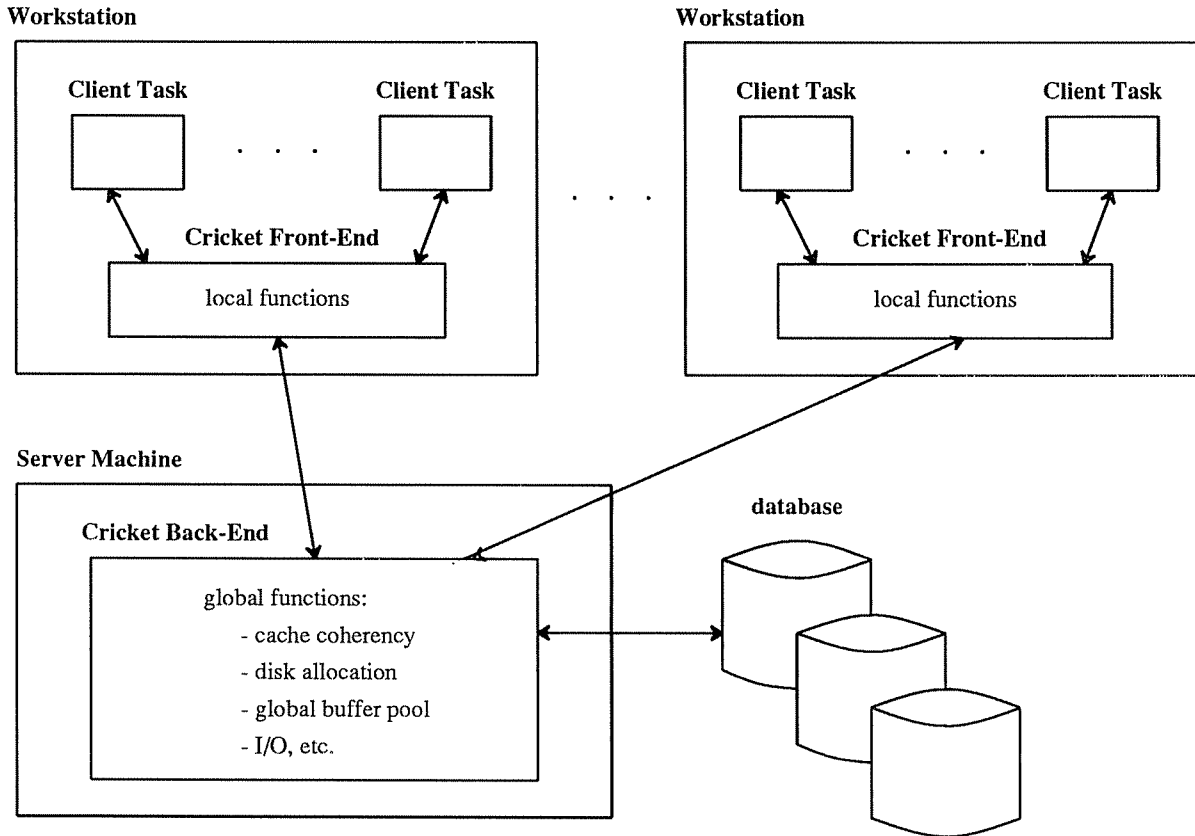 Workstation
Workstation
Client Task
Client Task
Client Task
Client Task
. . .
. . .
. . .
Cricket Front-End
Cricket Front-End
local functions
local functions
Server Machine
database
Cricket Back-End
global functions:
- cache coherency
- disk allocation
- global buffer pool
- I/O, etc.